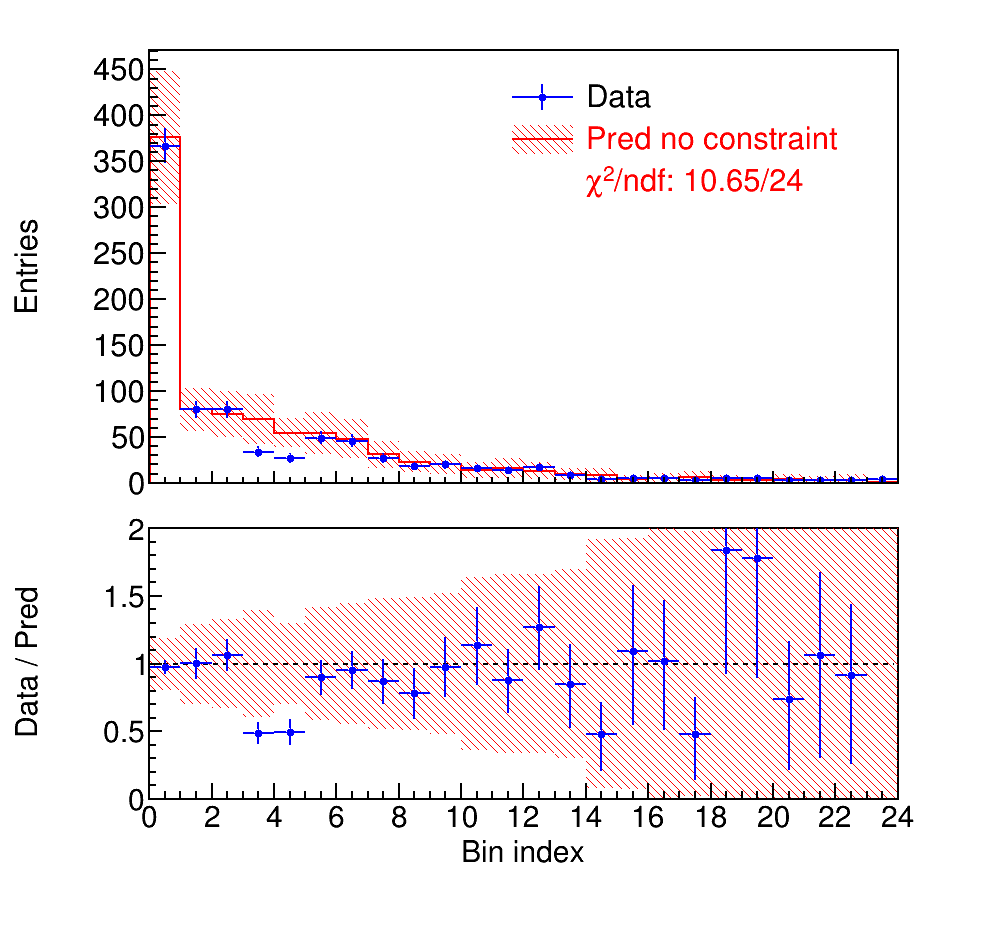 450
400
350
300
250
200
150
100
50
0
Entries
Data
Pred no constraint
χ²/ndf: 10.65/24
2
1.5
1
0.5
0
Data / Pred
0 2 4 6 8 10 12 14 16 18 20 22 24
Bin index